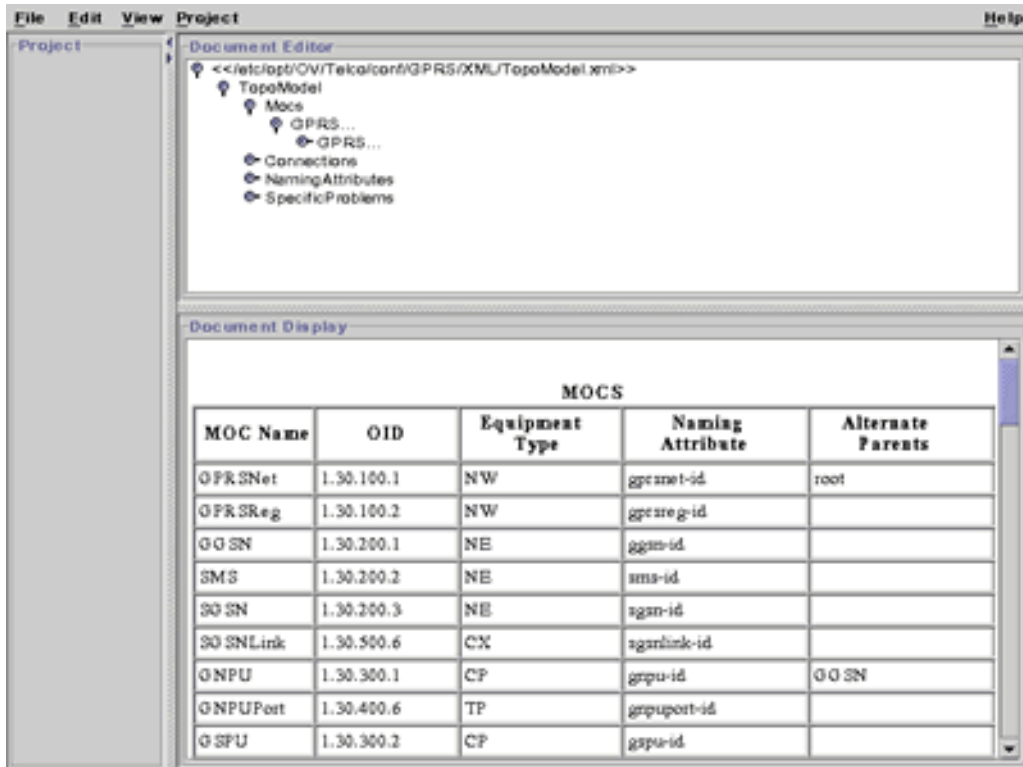 File Edit View Project Help
Project
Document Editor
<</etc/opt/OV/Telco/conf/GPRS/XML/TopoModel.xml>>
TopoModel
Mocs
GPRS...
GPRS...
Connections
NamingAttributes
SpecificProblems
Document Display
MOCS
MOC Name OID Equipment Type Naming Attribute Alternate Parents
GPRSNet 1.30.100.1 NW gprsnet-id root
GPRSReg 1.30.100.2 NW gprsreg-id
GGSN 1.30.200.1 NE ggsn-id
SMS 1.30.200.2 NE sms-id
SGSN 1.30.200.3 NE sgsn-id
SGSNLink 1.30.500.6 CX sgsnlink-id
GNPU 1.30.300.1 CP gnpu-id GGSN
GNPUPort 1.30.400.6 TP gnpuport-id
GSPU 1.30.300.2 CP gspu-id